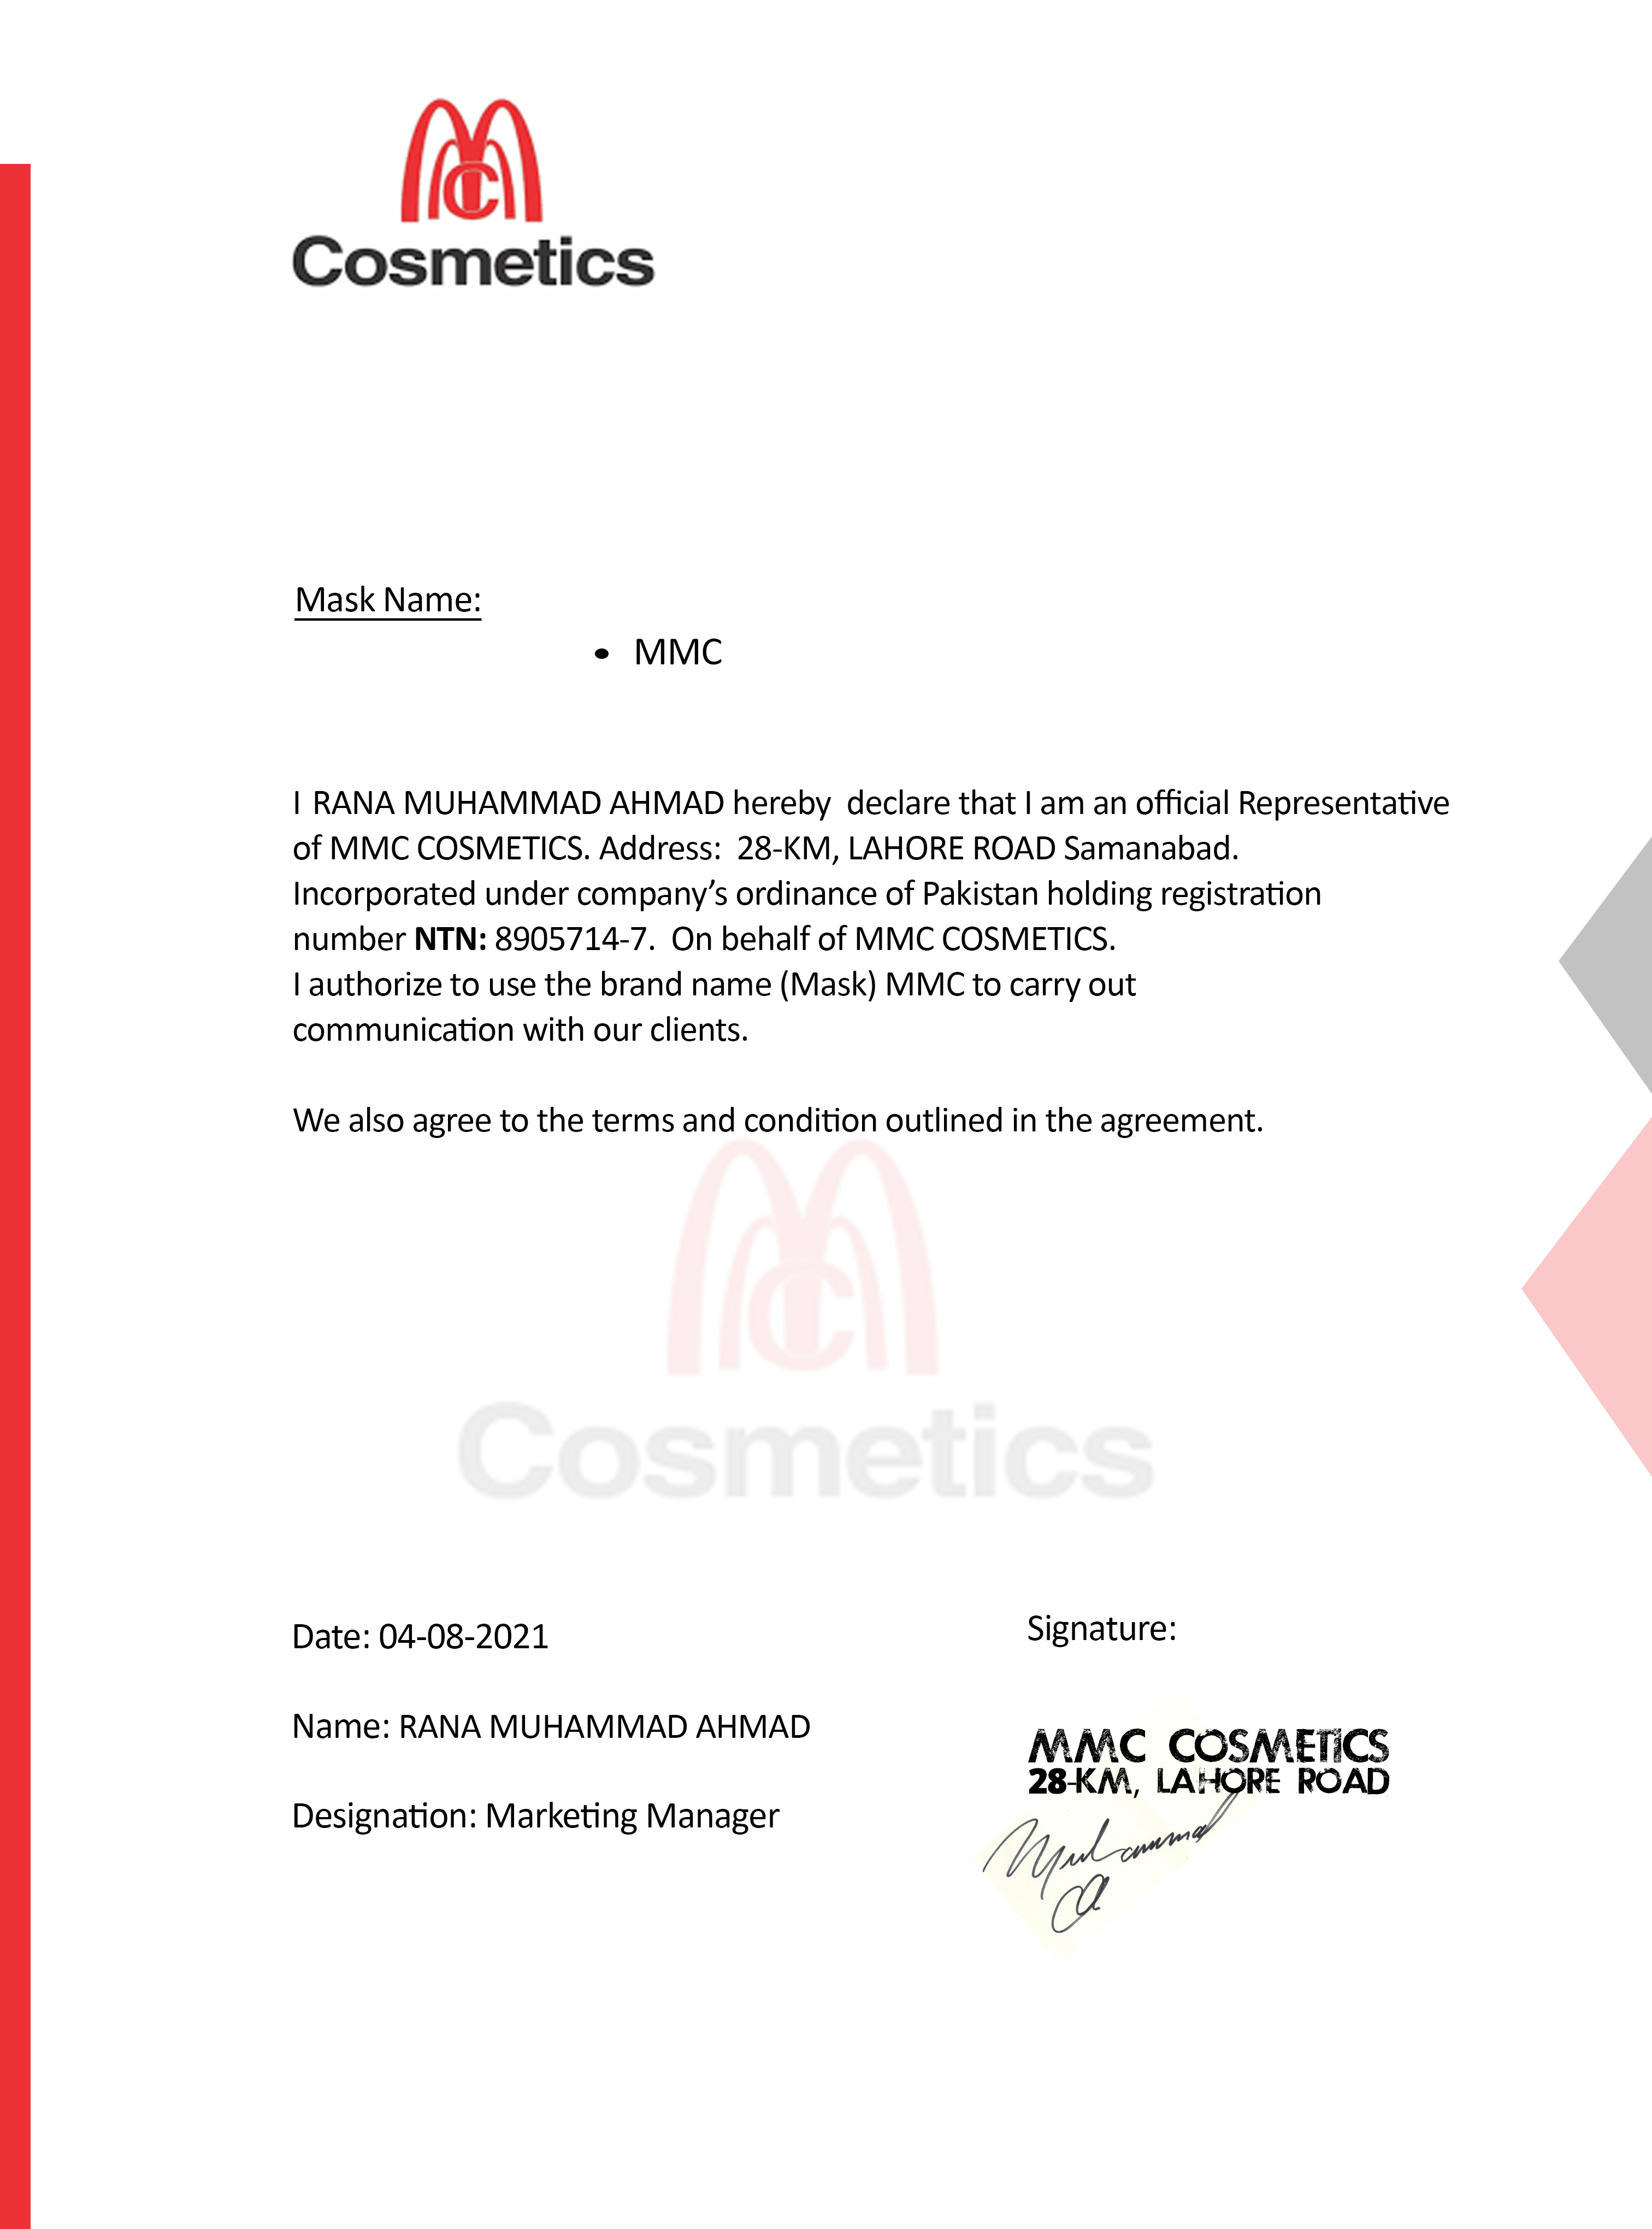 MMC
Cosmetics
Mask Name:
• MMC
I RANA MUHAMMAD AHMAD hereby declare that I am an official Representative
of MMC COSMETICS. Address: 28-KM, LAHORE ROAD Samanabad.
Incorporated under company’s ordinance of Pakistan holding registration
number NTN: 8905714-7. On behalf of MMC COSMETICS.
I authorize to use the brand name (Mask) MMC to carry out
communication with our clients.
We also agree to the terms and condition outlined in the agreement.
MMC
Cosmetics
Date: 04-08-2021
Signature:
Name: RANA MUHAMMAD AHMAD
MMC COSMETICS
28-KM, LAHORE ROAD
Designation: Marketing Manager
Muhammad